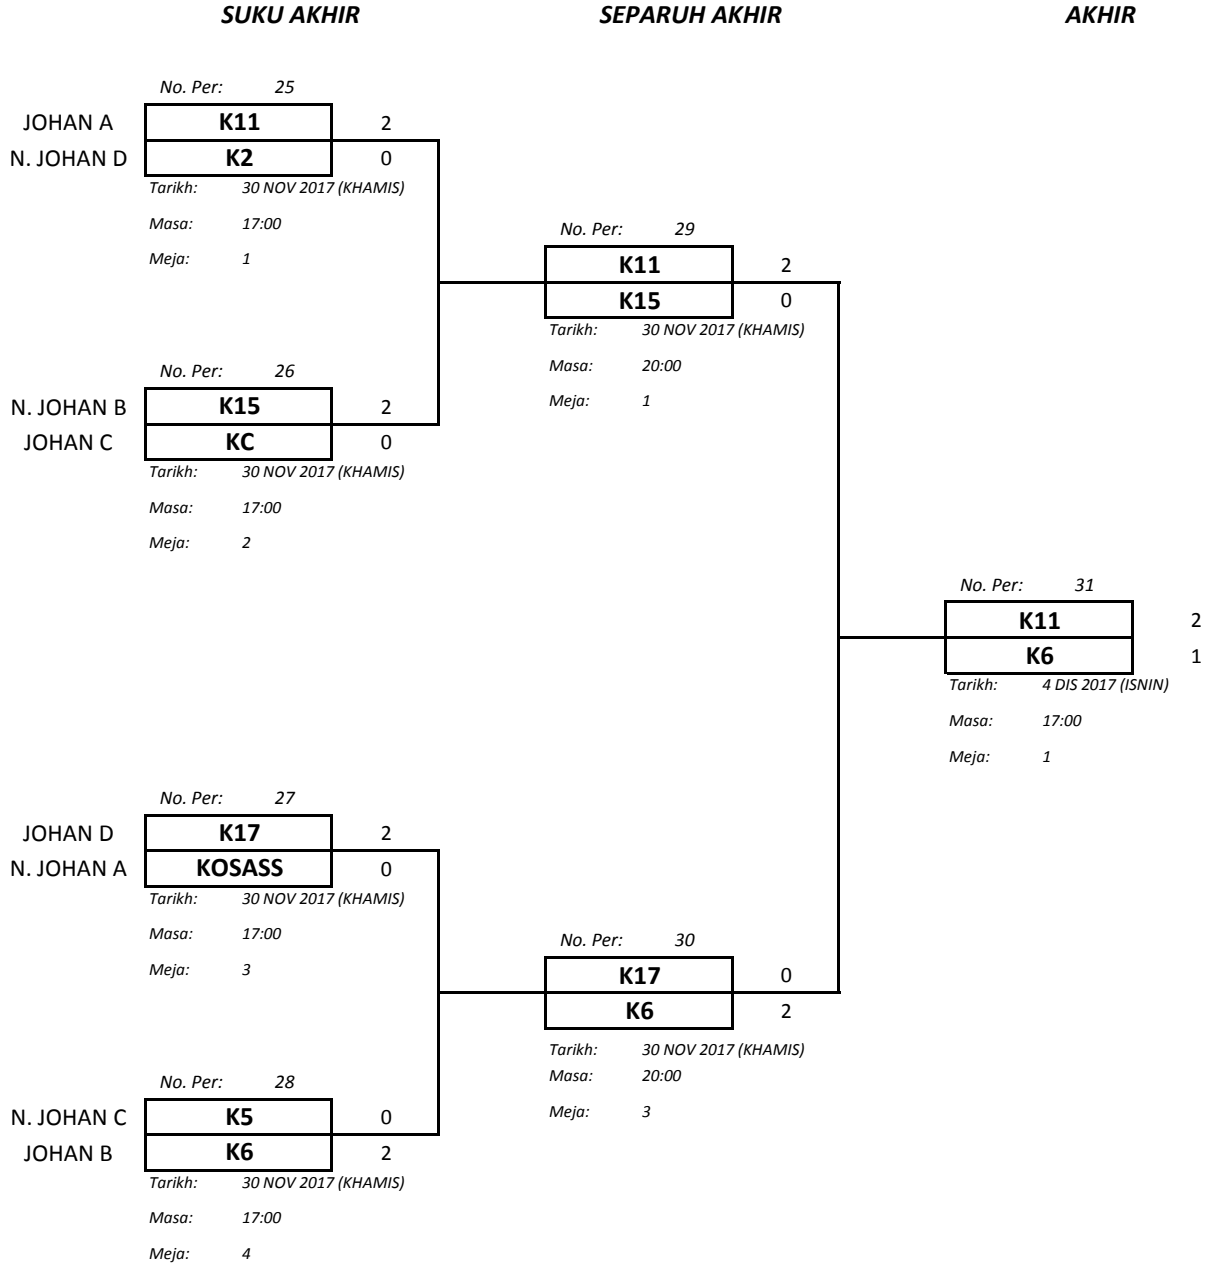 SUKU AKHIR SEPARUH AKHIR AKHIR
No. Per: 25
JOHAN A K11 2
N. JOHAN D K2 0
Tarikh: 30 NOV 2017 (KHAMIS)
Masa: 17:00
Meja: 1
No. Per: 29
K11 2
K15 0
Tarikh: 30 NOV 2017 (KHAMIS)
Masa: 20:00
Meja: 1
No. Per: 26
N. JOHAN B K15 2
JOHAN C KC 0
Tarikh: 30 NOV 2017 (KHAMIS)
Masa: 17:00
Meja: 2
No. Per: 31
K11 2
K6 1
Tarikh: 4 DIS 2017 (ISNIN)
Masa: 17:00
Meja: 1
No. Per: 27
JOHAN D K17 2
N. JOHAN A KOSASS 0
Tarikh: 30 NOV 2017 (KHAMIS)
Masa: 17:00
Meja: 3
No. Per: 30
K17 0
K6 2
Tarikh: 30 NOV 2017 (KHAMIS)
Masa: 20:00
Meja: 3
No. Per: 28
N. JOHAN C K5 0
JOHAN B K6 2
Tarikh: 30 NOV 2017 (KHAMIS)
Masa: 17:00
Meja: 4